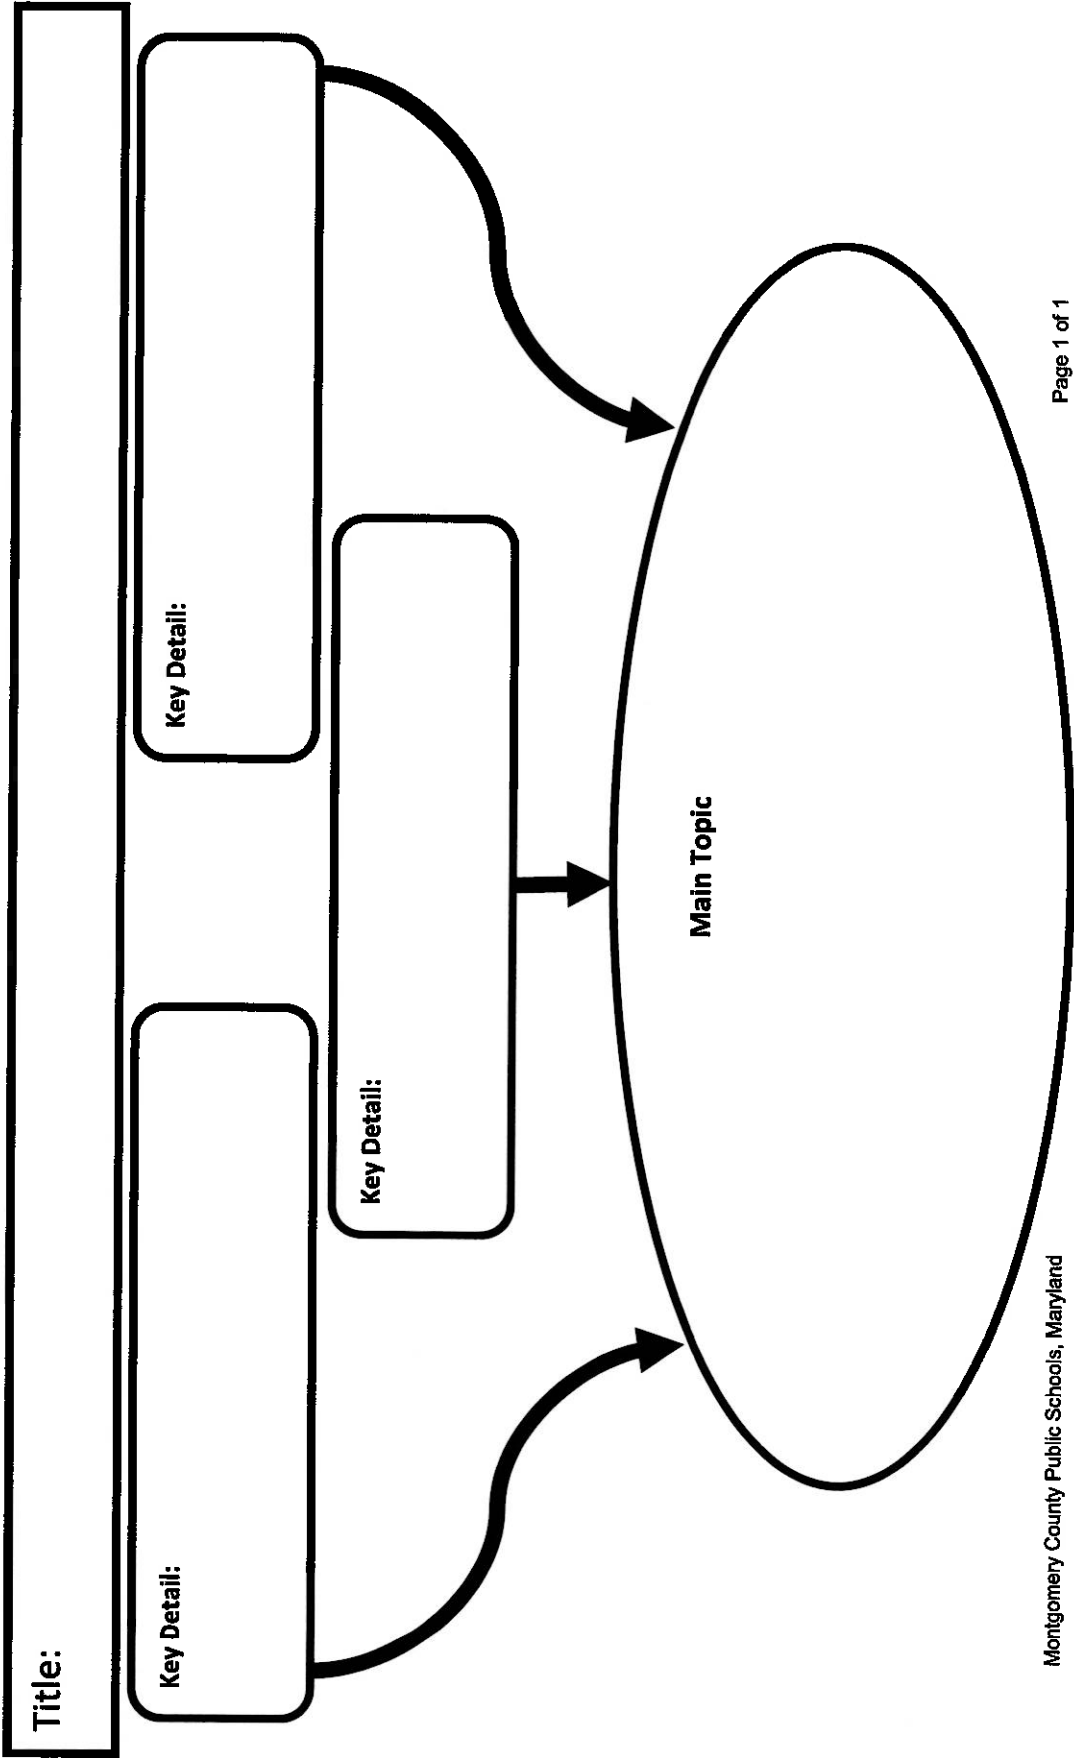 Title:
Key Detail:
Key Detail:
Key Detail:
Main Topic
Montgomery County Public Schools, Maryland
Page 1 of 1